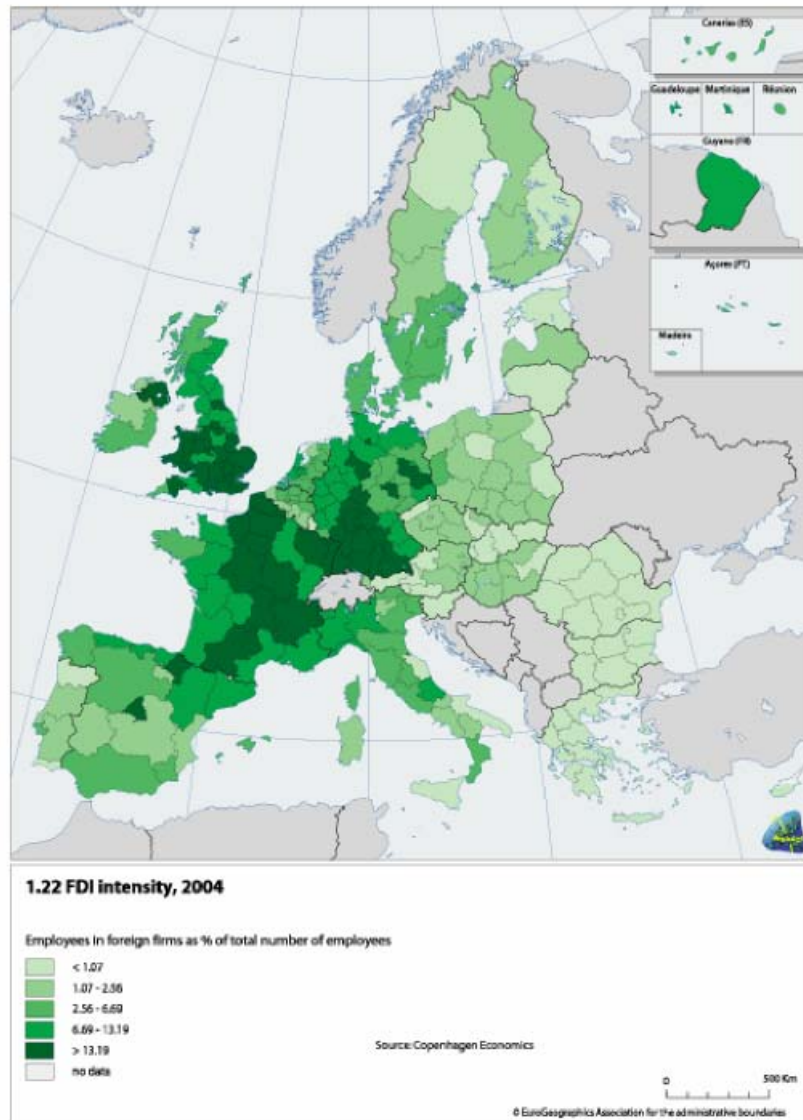 Canarias (ES)
Guadeloupe Martinique Réunion
Guyane (FR)
Açores (PT)
Madeira
1.22 FDI intensity, 2004
Employees in foreign firms as % of total number of employees
< 1.07
1.07 - 2.56
2.56 - 6.69
6.69 - 13.19
> 13.19
no data
Source: Copenhagen Economics
0 500 Km
© EuroGeographics Association for the administrative boundaries